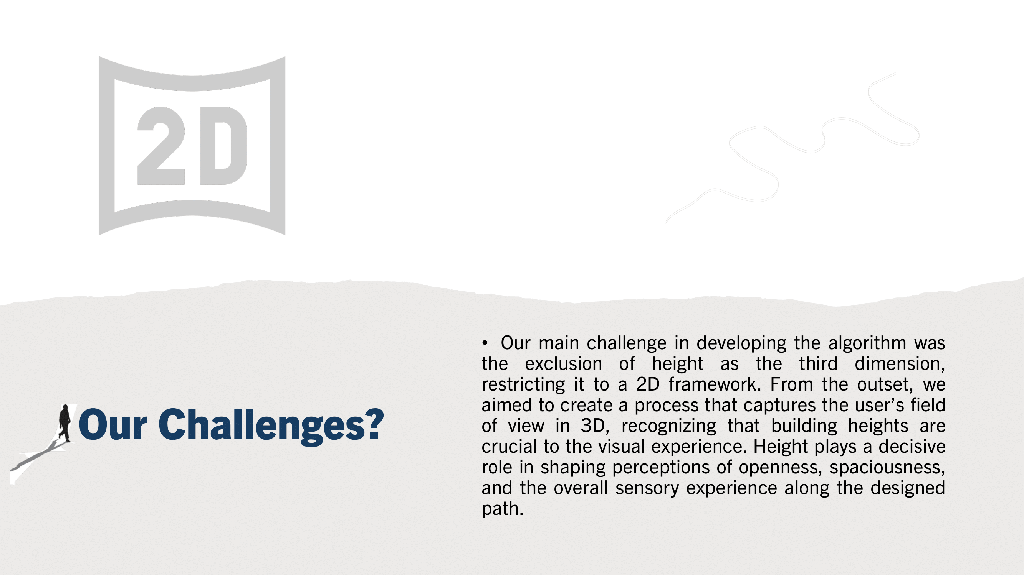 2D
Our Challenges?
• Our main challenge in developing the algorithm was
the exclusion of height as the third dimension,
restricting it to a 2D framework. From the outset, we
aimed to create a process that captures the user’s field
of view in 3D, recognizing that building heights are
crucial to the visual experience. Height plays a decisive
role in shaping perceptions of openness, spaciousness,
and the overall sensory experience along the designed
path.